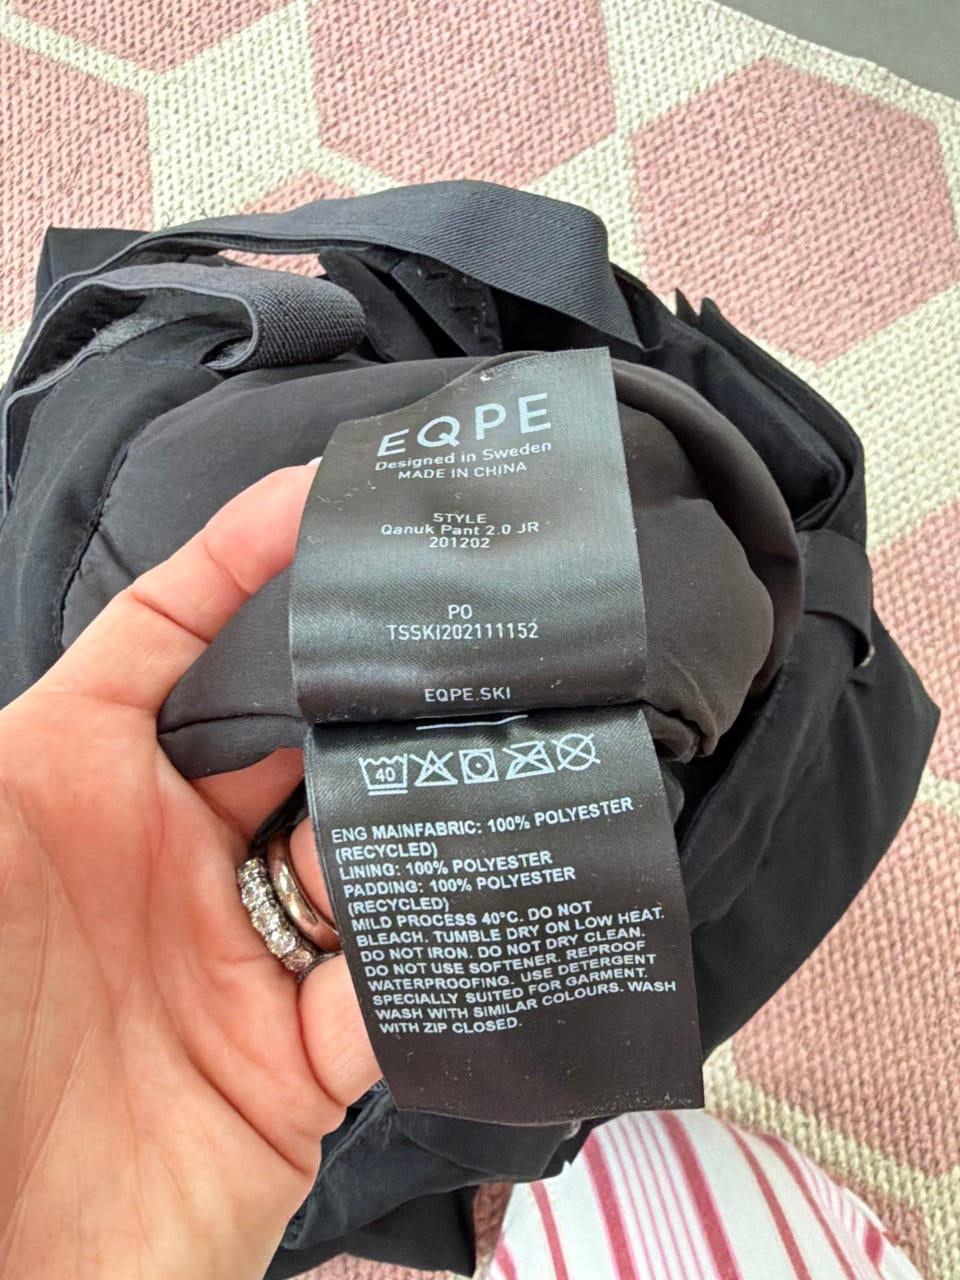 EQPE
Designed in Sweden
MADE IN CHINA
STYLE
Qanuk Pant 2.0 JR
201202
PO
TSSKI202111152
EQPE.SKI
40
ENG MAINFABRIC: 100% POLYESTER
(RECYCLED)
LINING: 100% POLYESTER
PADDING: 100% POLYESTER
(RECYCLED)
MILD PROCESS 40°C. DO NOT
BLEACH. TUMBLE DRY ON LOW HEAT.
DO NOT IRON. DO NOT DRY CLEAN.
DO NOT USE SOFTENER. REPROOF
WATERPROOFING. USE DETERGENT
SPECIALLY SUITED FOR GARMENT.
WASH WITH SIMILAR COLOURS. WASH
WITH ZIP CLOSED.